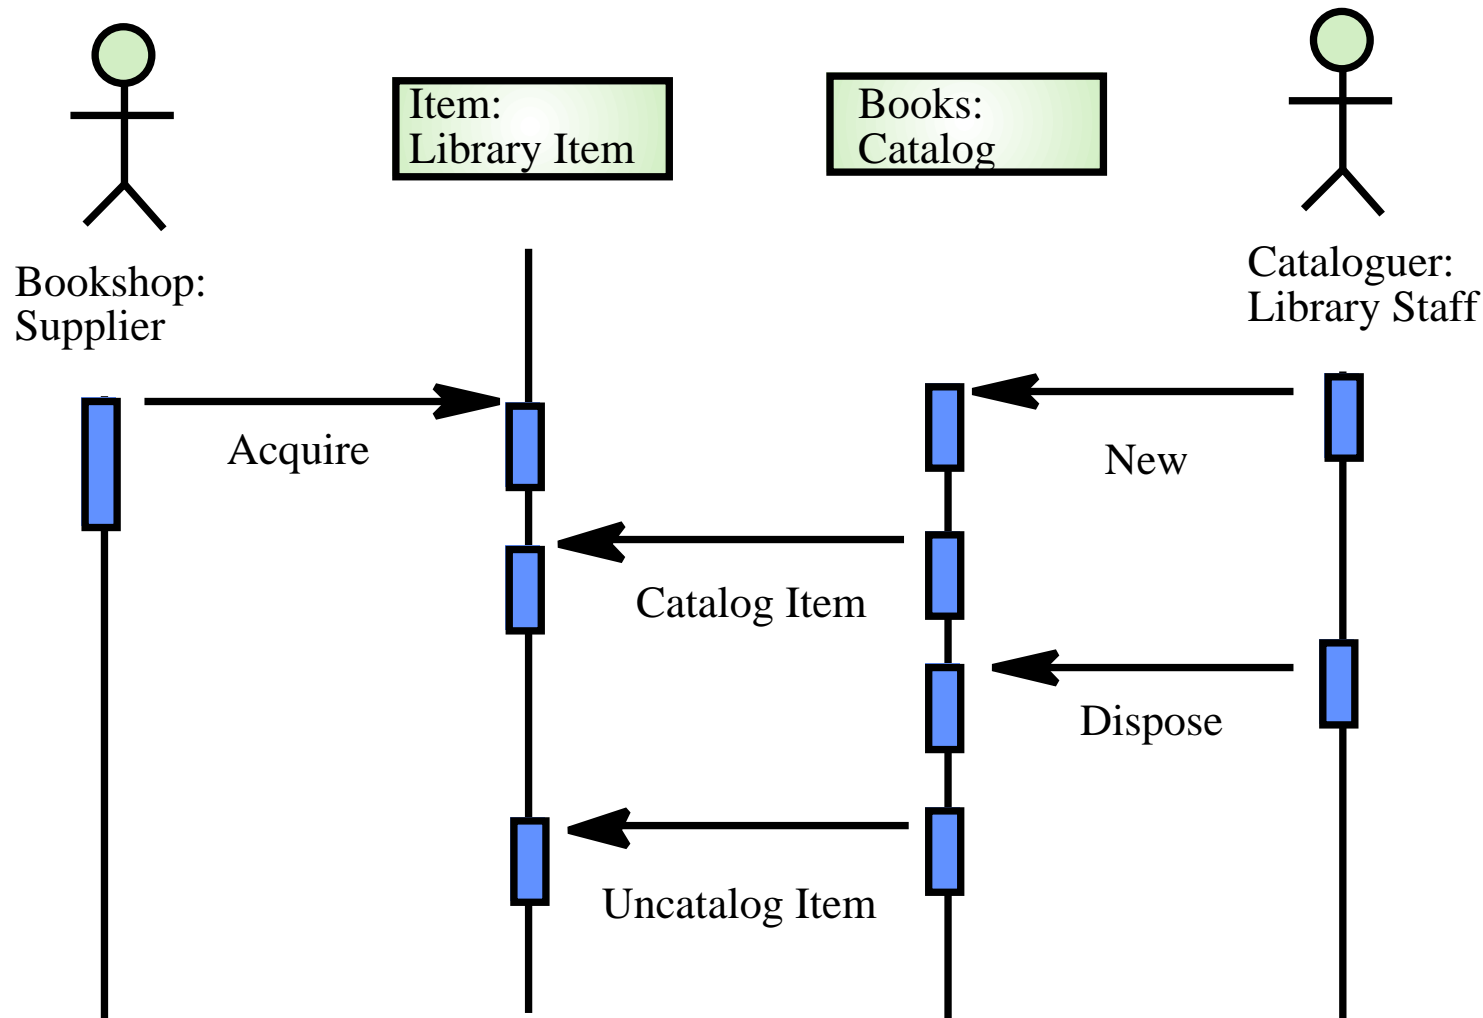 Item:
Library Item
Books:
Catalog
Bookshop:
Supplier
Cataloguer:
Library Staff
Acquire
New
Catalog Item
Dispose
Uncatalog Item